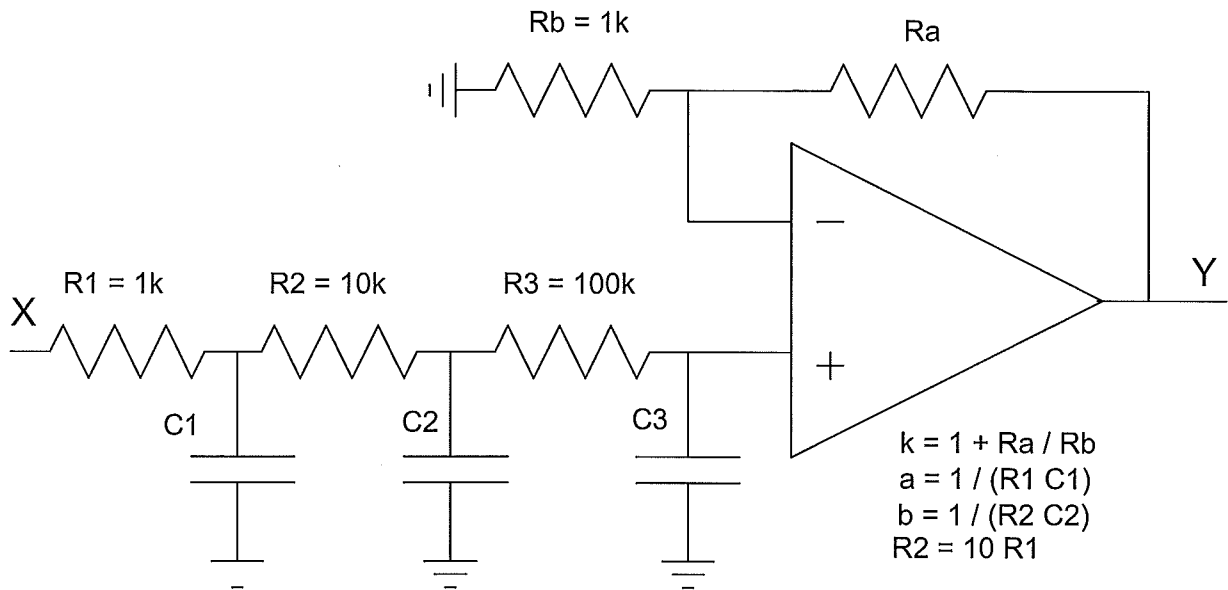 Rb = 1k
Ra
R1 = 1k
R2 = 10k
R3 = 100k
X
Y
−
+
C1
C2
C3
k = 1 + Ra / Rb
a = 1 / (R1 C1)
b = 1 / (R2 C2)
R2 = 10 R1